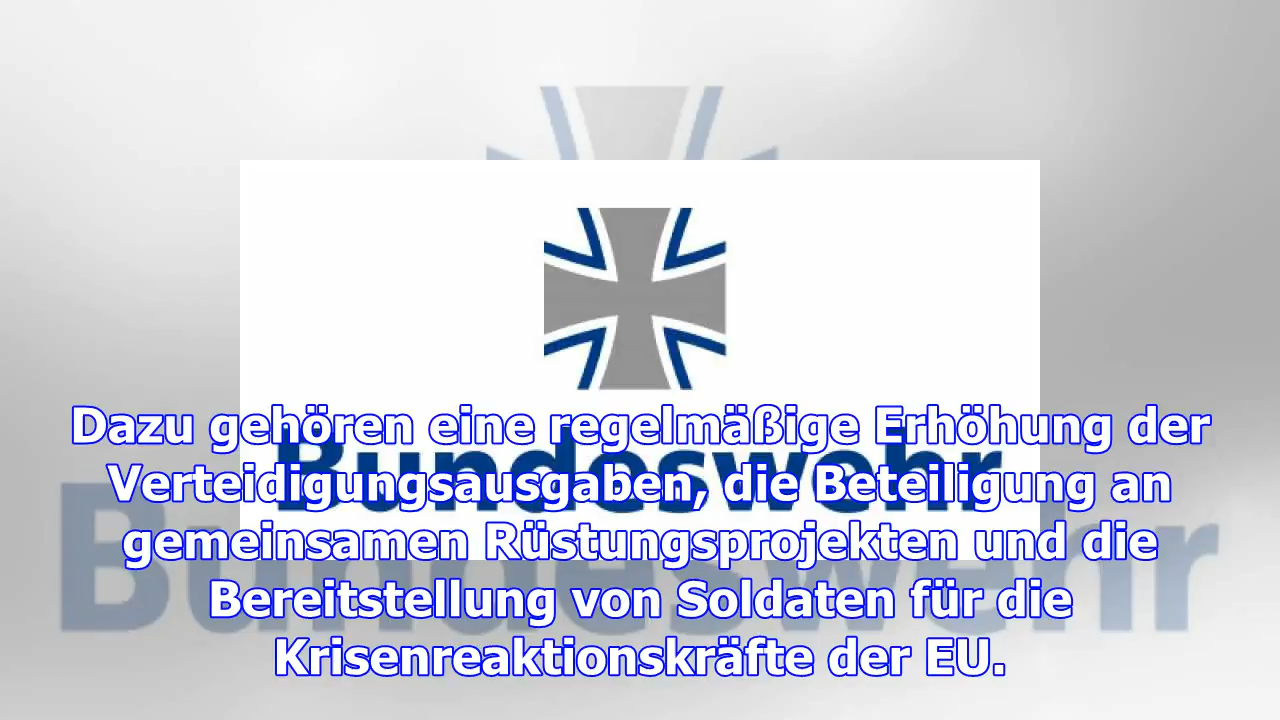 Dazu gehören eine regelmäßige Erhöhung der
Verteidigungsausgaben, die Beteiligung an
gemeinsamen Rüstungsprojekten und die
Bereitstellung von Soldaten für die
Krisenreaktionskräfte der EU.
Bundeswehr
Bundeswehr